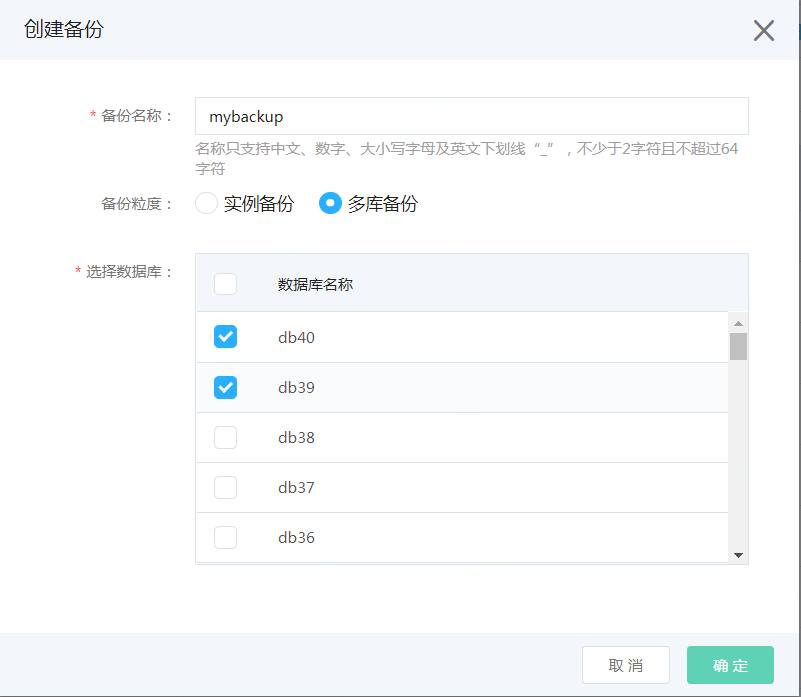 创建备份
* 备份名称：
mybackup
名称只支持中文、数字、大小写字母及英文下划线“_”，不少于2字符且不超过64
字符
备份粒度： 实例备份 多库备份
* 选择数据库：
数据库名称
db40
db39
db38
db37
db36
取 消 确 定